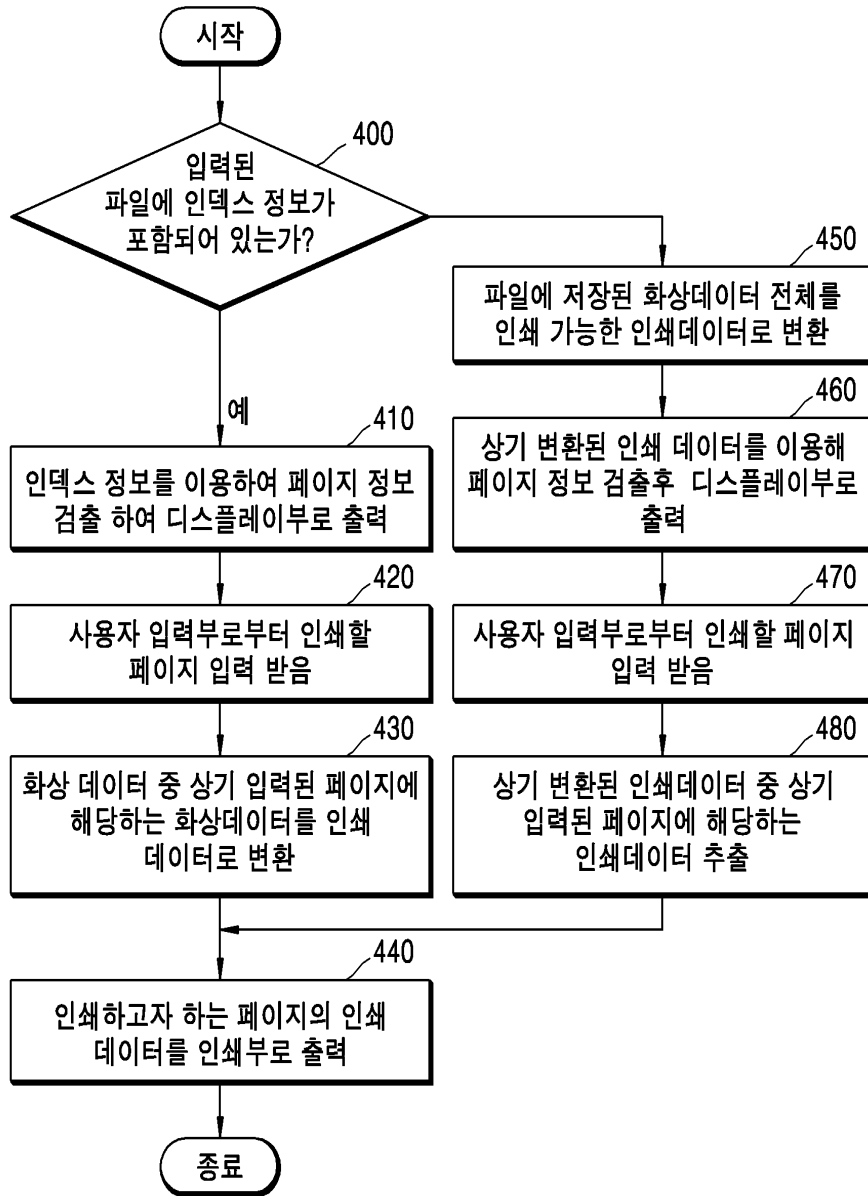 시작
400
입력된
파일에 인덱스 정보가
포함되어 있는가?
예
410
인덱스 정보를 이용하여 페이지 정보
검출 하여 디스플레이부로 출력
420
사용자 입력부로부터 인쇄할
페이지 입력 받음
430
화상 데이터 중 상기 입력된 페이지에
해당하는 화상데이터를 인쇄
데이터로 변환
450
파일에 저장된 화상데이터 전체를
인쇄 가능한 인쇄데이터로 변환
460
상기 변환된 인쇄 데이터를 이용해
페이지 정보 검출후 디스플레이부로
출력
470
사용자 입력부로부터 인쇄할 페이지
입력 받음
480
상기 변환된 인쇄데이터 중 상기
입력된 페이지에 해당하는
인쇄데이터 추출
440
인쇄하고자 하는 페이지의 인쇄
데이터를 인쇄부로 출력
종료